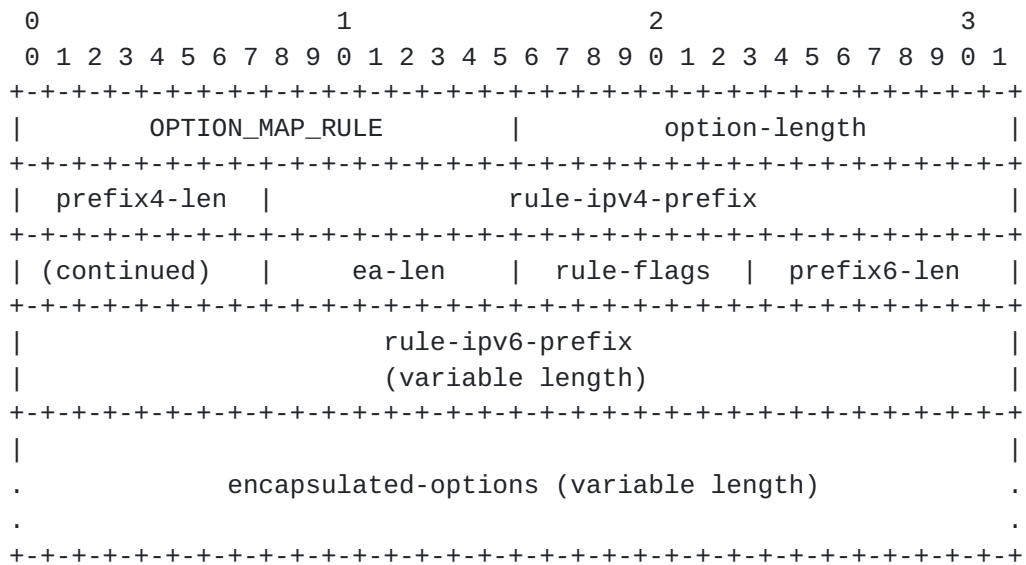 0                   1                   2                   3
 0 1 2 3 4 5 6 7 8 9 0 1 2 3 4 5 6 7 8 9 0 1 2 3 4 5 6 7 8 9 0 1
+-+-+-+-+-+-+-+-+-+-+-+-+-+-+-+-+-+-+-+-+-+-+-+-+-+-+-+-+-+-+-+-+
|        OPTION_MAP_RULE        |         option-length         |
+-+-+-+-+-+-+-+-+-+-+-+-+-+-+-+-+-+-+-+-+-+-+-+-+-+-+-+-+-+-+-+-+
|  prefix4-len  |               rule-ipv4-prefix                |
+-+-+-+-+-+-+-+-+-+-+-+-+-+-+-+-+-+-+-+-+-+-+-+-+-+-+-+-+-+-+-+-+
| (continued)   |     ea-len    |  rule-flags  |  prefix6-len   |
+-+-+-+-+-+-+-+-+-+-+-+-+-+-+-+-+-+-+-+-+-+-+-+-+-+-+-+-+-+-+-+-+
|                       rule-ipv6-prefix                        |
|                       (variable length)                       |
+-+-+-+-+-+-+-+-+-+-+-+-+-+-+-+-+-+-+-+-+-+-+-+-+-+-+-+-+-+-+-+-+
|                                                               |
.             encapsulated-options (variable length)            .
.                                                               .
+-+-+-+-+-+-+-+-+-+-+-+-+-+-+-+-+-+-+-+-+-+-+-+-+-+-+-+-+-+-+-+-+